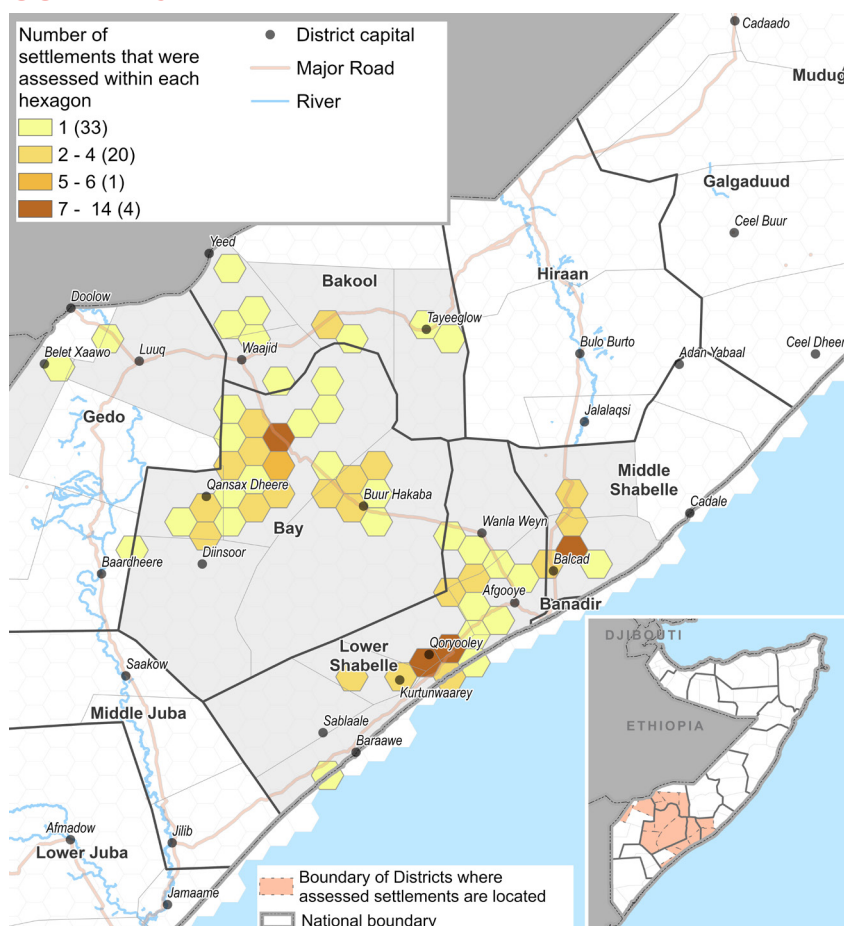 Number of
settlements that were
assessed within each
hexagon
1 (33)
2 - 4 (20)
5 - 6 (1)
7 - 14 (4)
District capital
Major Road
River
Cadaado
Mudug
Galgaduud
Ceel Buur
Yeed
Bakool
Hiraan
Doolow
Tayeeglow
Belet Xaawo
Luuq
Waajid
Bulo Burto
Adan Yabaal
Ceel Dheer
Gedo
Jalalaqsi
Middle
Shabelle
Qansax Dheere
Buur Hakaba
Cadale
Bay
Wanla Weyn
Diinsoor
Baardheere
Balcad
Afgooye
Banadir
Lower
Shabelle
Qoryooley
Saakow
Kurtunwaarey
Middle Juba
Sablaale
Baraawe
Afmadow
Jilib
Lower Juba
Jamaame
DJIBOUTI
ETHIOPIA
Boundary of Districts where
assessed settlements are located
National boundary